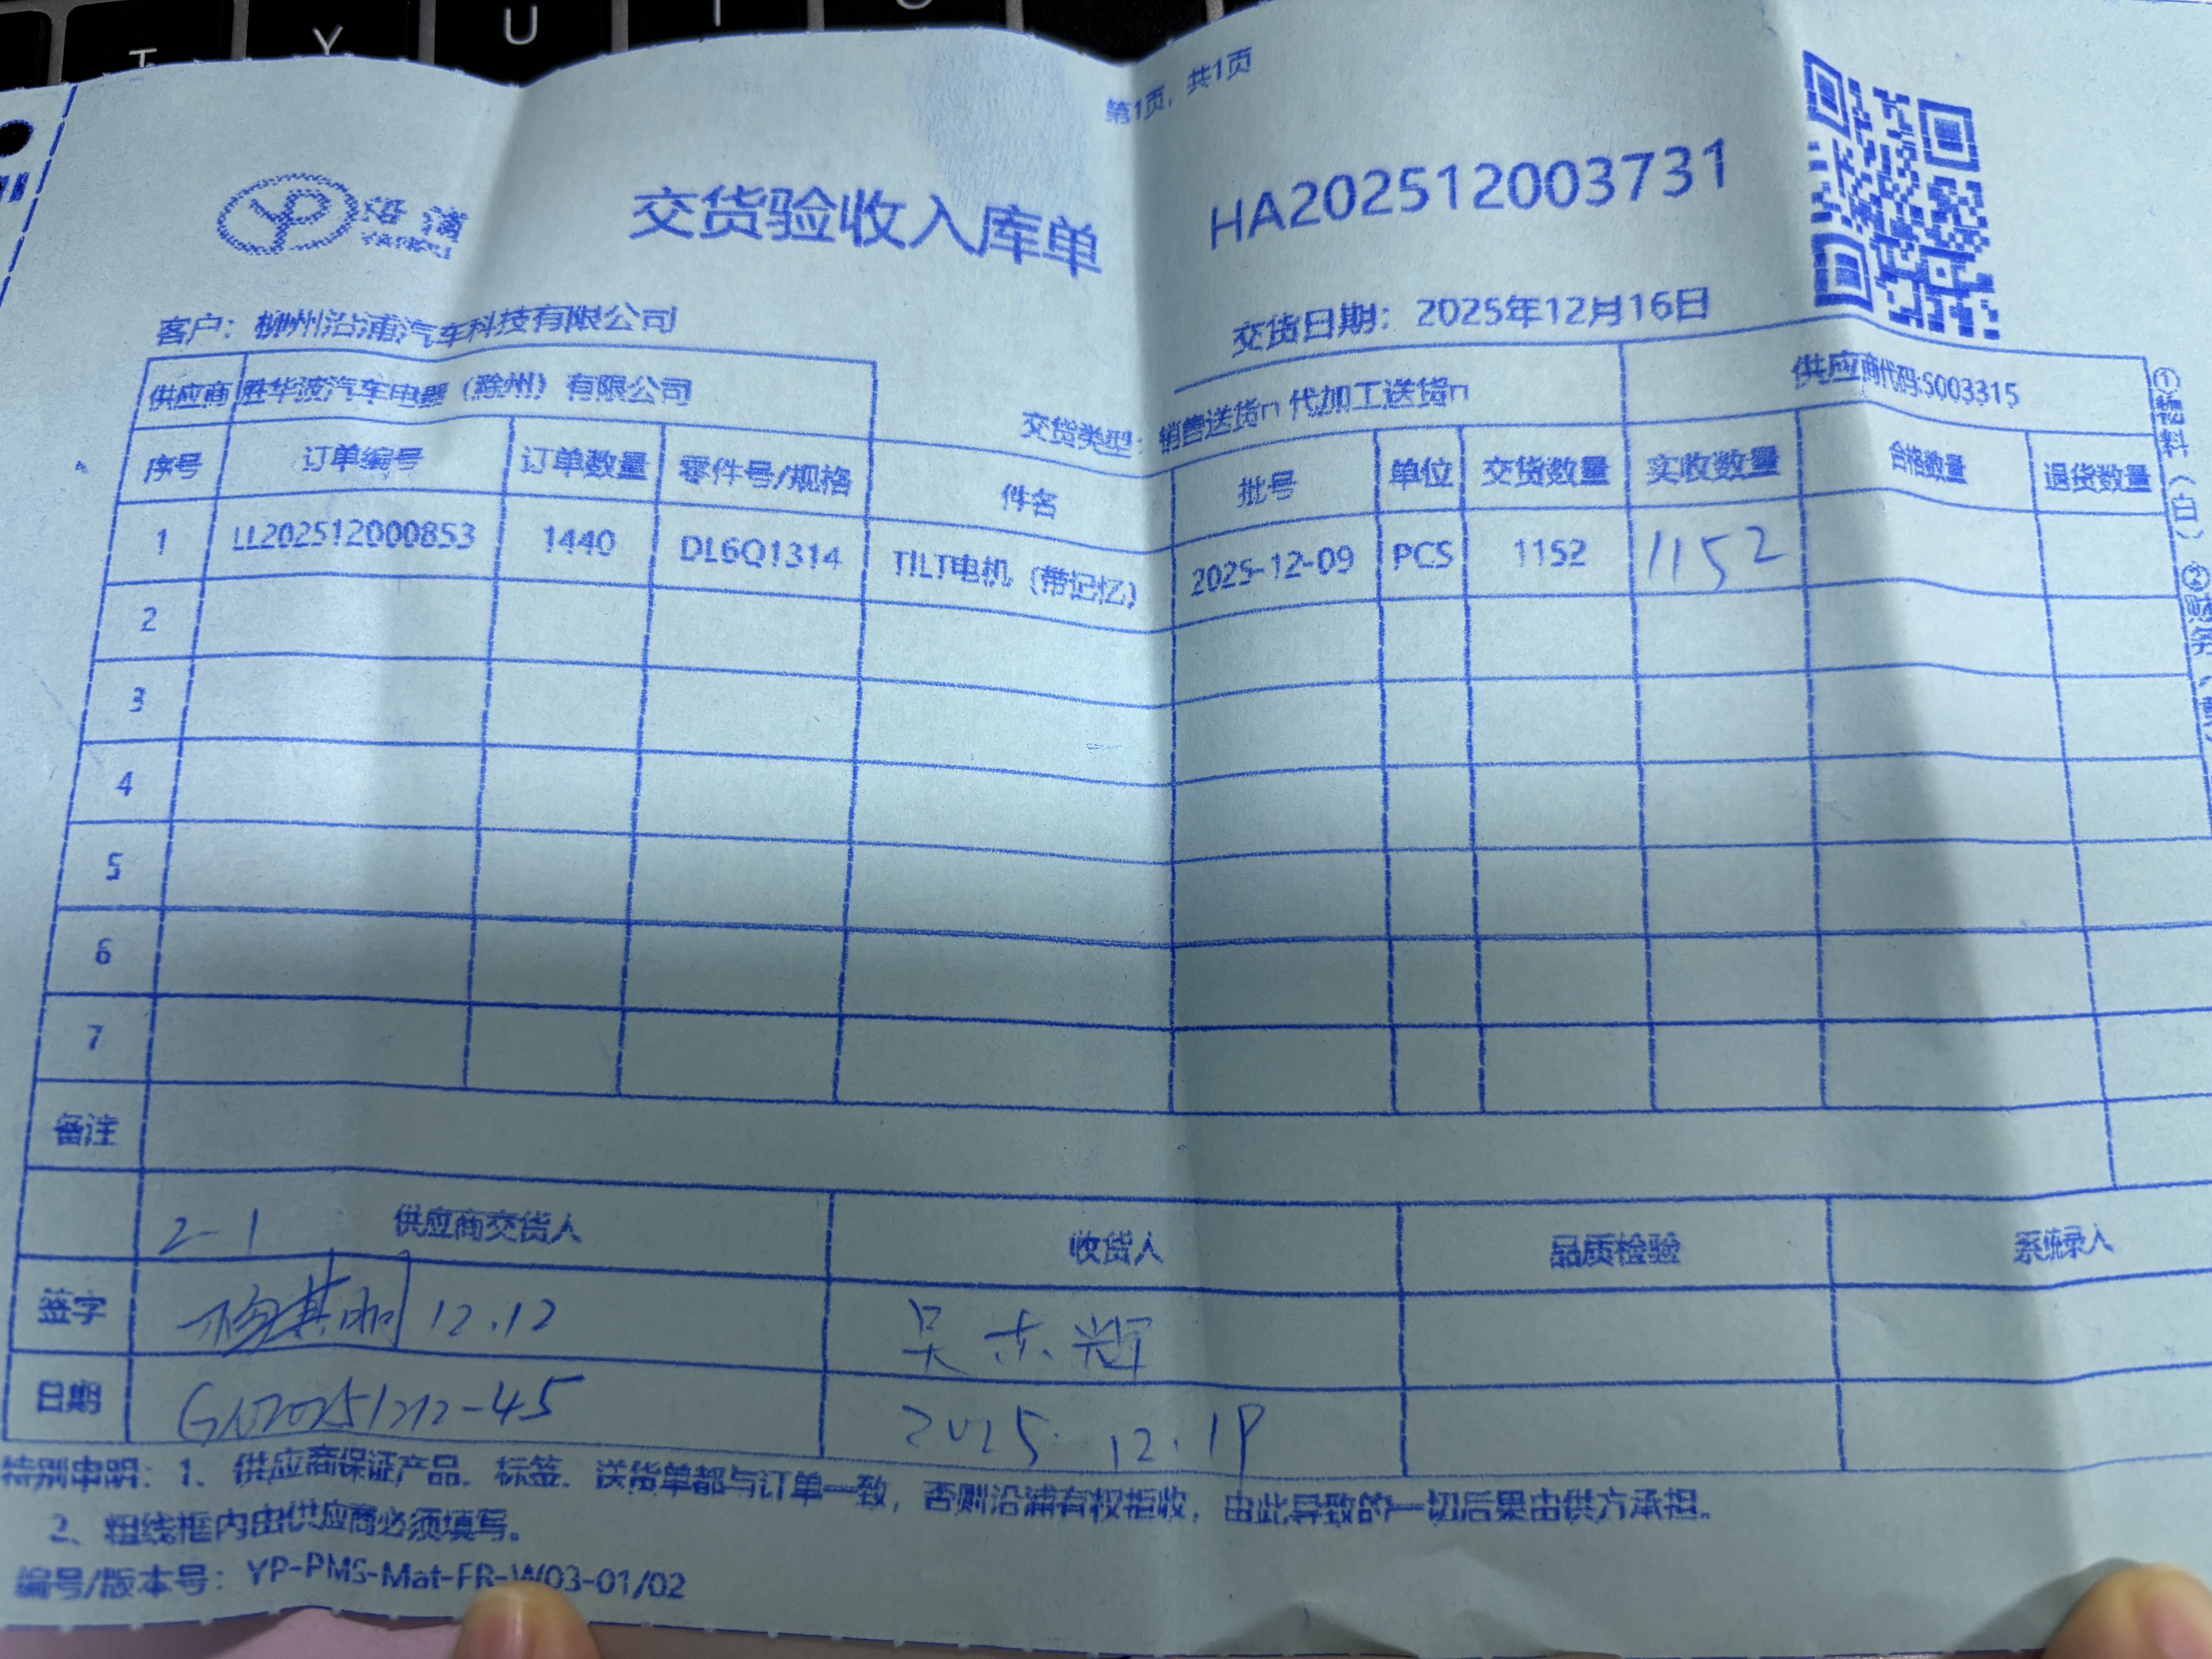 T Y U
第1页, 共1页
YP 沿浦
交货验收入库单
HA202512003731
客户: 柳州沿浦汽车科技有限公司
交货日期: 2025年12月16日
供应商 胜华波汽车电器（滁州）有限公司
交货类型: 销售送货n 代加工送货n
供应商代码:S003315
序号 订单编号 订单数量 零件号/规格 件名 批号 单位 交货数量 实收数量 合格数量 退货数量
1 LL202512000853 1440 DL6Q1314 TILT电机（带记忆） 2025-12-09 PCS 1152 1152
2
3
4
5
6
7
备注
2-1 供应商交货人 收货人 品质检验 系统录入
签字 12.12
日期 2025.12.19
特别申明: 1、供应商保证产品、标签、送货单都与订单一致，否则沿浦有权拒收，由此导致的一切后果由供方承担。
2、粗线框内由供应商必须填写。
编号/版本号: YP-PMS-Mat-FR-W03-01/02